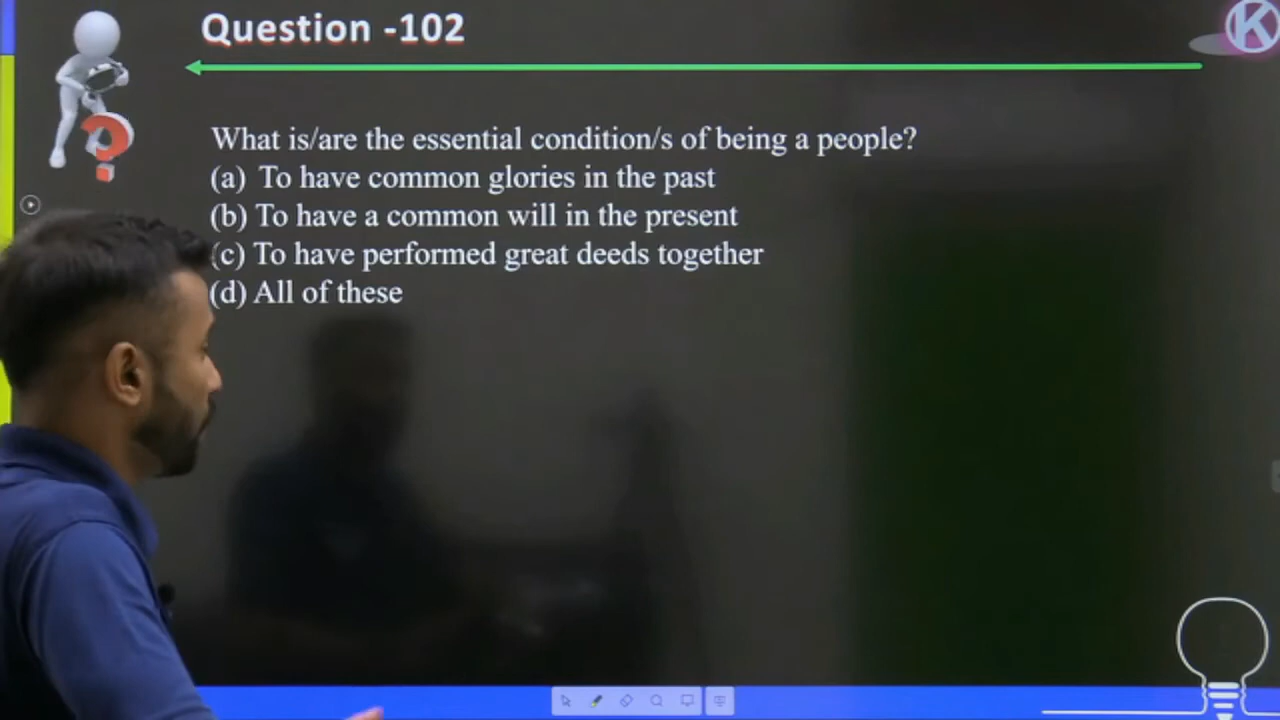 Question -102
K
What is/are the essential condition/s of being a people?
(a) To have common glories in the past
(b) To have a common will in the present
(c) To have performed great deeds together
(d) All of these